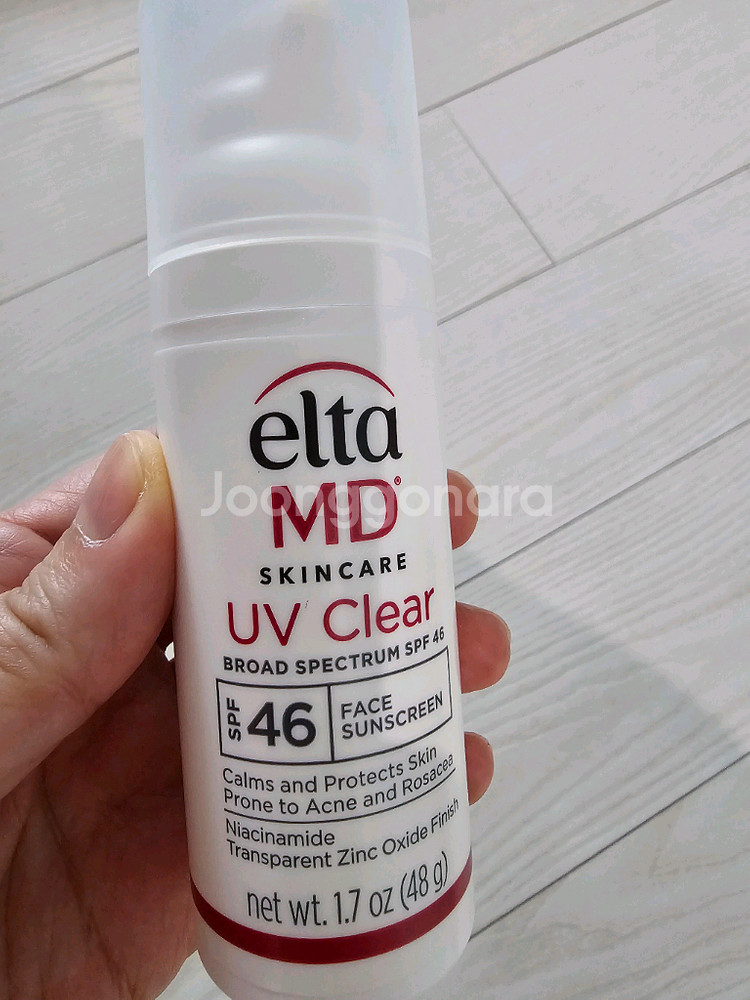 elta
MD®
SKINCARE
UV Clear
BROAD SPECTRUM SPF 46
SPF 46
FACE
SUNSCREEN
Calms and Protects Skin
Prone to Acne and Rosacea
Niacinamide
Transparent Zinc Oxide Finish
net wt. 1.7 oz (48 g)
Joonggonara